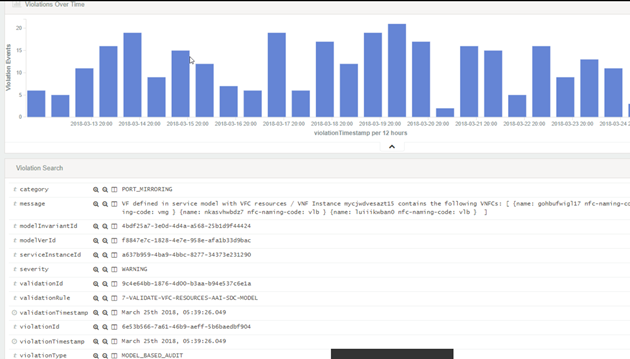 Violations Over Time
Violation Events
20
15
10
5
0
2018-03-13 20:00 2018-03-14 20:00 2018-03-15 20:00 2018-03-16 20:00 2018-03-17 20:00 2018-03-18 20:00 2018-03-19 20:00 2018-03-20 20:00 2018-03-21 20:00 2018-03-22 20:00 2018-03-23 20:00 2018-03-24
violationTimestamp per 12 hours
Violation Search
t category PORT_MIRRORING
t message VF defined in service model with VFC resources / VNF Instance mycjwdvesazt15 contains the following VNFCs: [ {name: gohbufwigl17 nfc-naming-co
ing-code: vmg } {name: nkasvhwbdz7 nfc-naming-code: vlb } {name: luiiikwban0 nfc-naming-code: vlb } ]
t modelInvariantId 4bdf25a7-3e0d-4d4a-a568-25b1d9f44424
t modelVerId f8847e7c-1828-4e7e-958e-afa1b33d9bac
t serviceInstanceId a637b959-4ba9-4bbc-8277-34373e231290
t severity WARNING
t validationId 9c4e64bb-1876-4d00-b3aa-b94e537c6e1a
t validationRule 7-VALIDATE-VFC-RESOURCES-AAI-SDC-MODEL
validationTimestamp March 25th 2018, 05:39:26.049
t violationId 6e53b566-7a61-46b9-aeff-5b6baedbf904
violationTimestamp March 25th 2018, 05:39:26.049
t violationType MODEL_BASED_AUDIT